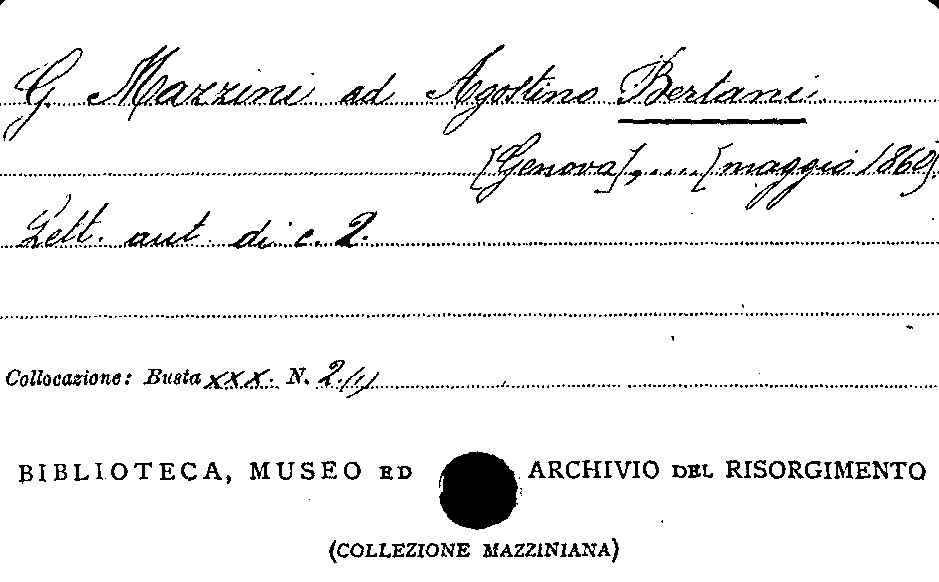 G. Mazzini ad Agostino Bertani.
[Genova], .... [maggio 1860].
Lett. aut. di c. 2.
Collocazione: Busta XXX. N. 2.(1)
BIBLIOTECA, MUSEO ED ARCHIVIO DEL RISORGIMENTO
(COLLEZIONE MAZZINIANA)